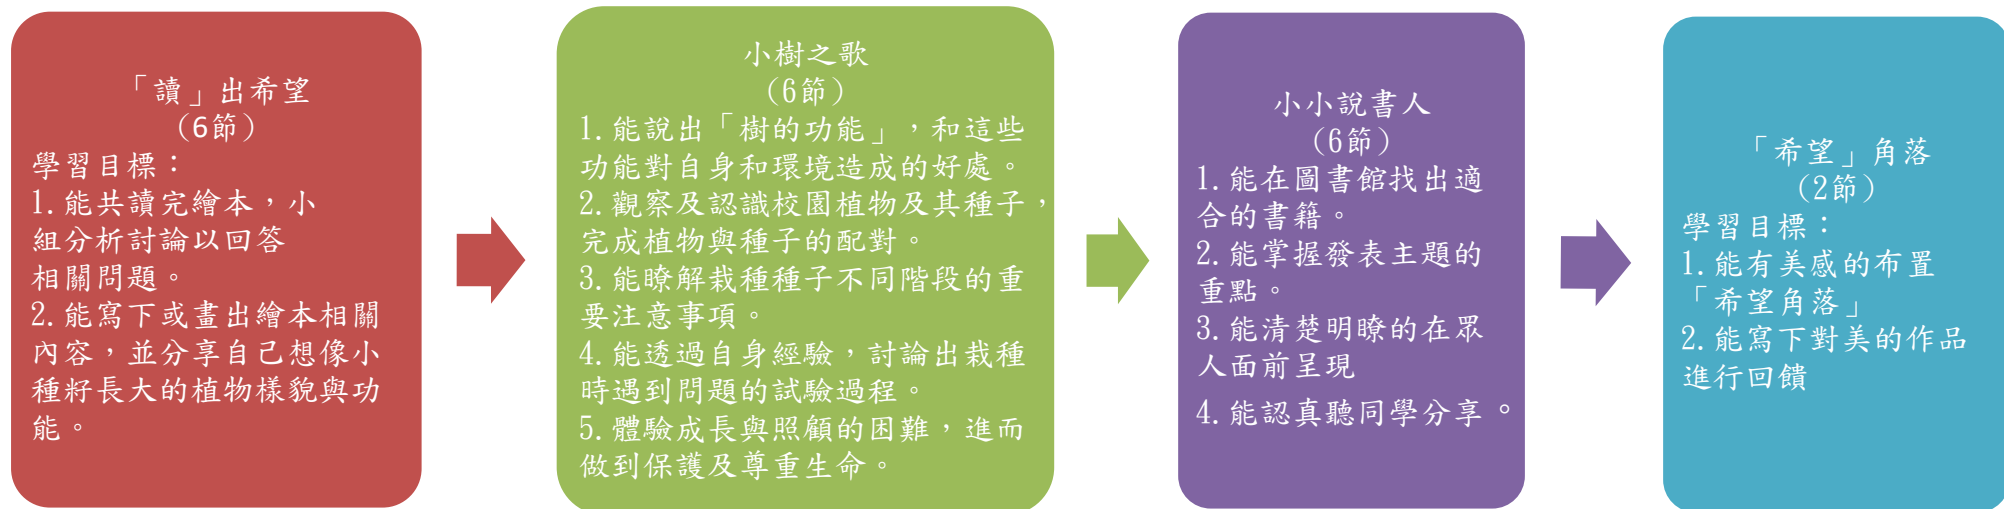 「讀」出希望
（6節）
學習目標：
1.能共讀完繪本，小
組分析討論以回答
相關問題。
2.能寫下或畫出繪本相關
內容，並分享自己想像小
種籽長大的植物樣貌與功
能。
小樹之歌
（6節）
1.能說出「樹的功能」，和這些
功能對自身和環境造成的好處。
2.觀察及認識校園植物及其種子，
完成植物與種子的配對。
3.能瞭解栽種種子不同階段的重
要注意事項。
4.能透過自身經驗，討論出栽種
時遇到問題的試驗過程。
5.體驗成長與照顧的困難，進而
做到保護及尊重生命。
小小說書人
（6節）
1.能在圖書館找出適
合的書籍。
2.能掌握發表主題的
重點。
3.能清楚明瞭的在眾
人面前呈現
4.能認真聽同學分享。
「希望」角落
（2節）
學習目標：
1.能有美感的布置
「希望角落」
2.能寫下對美的作品
進行回饋